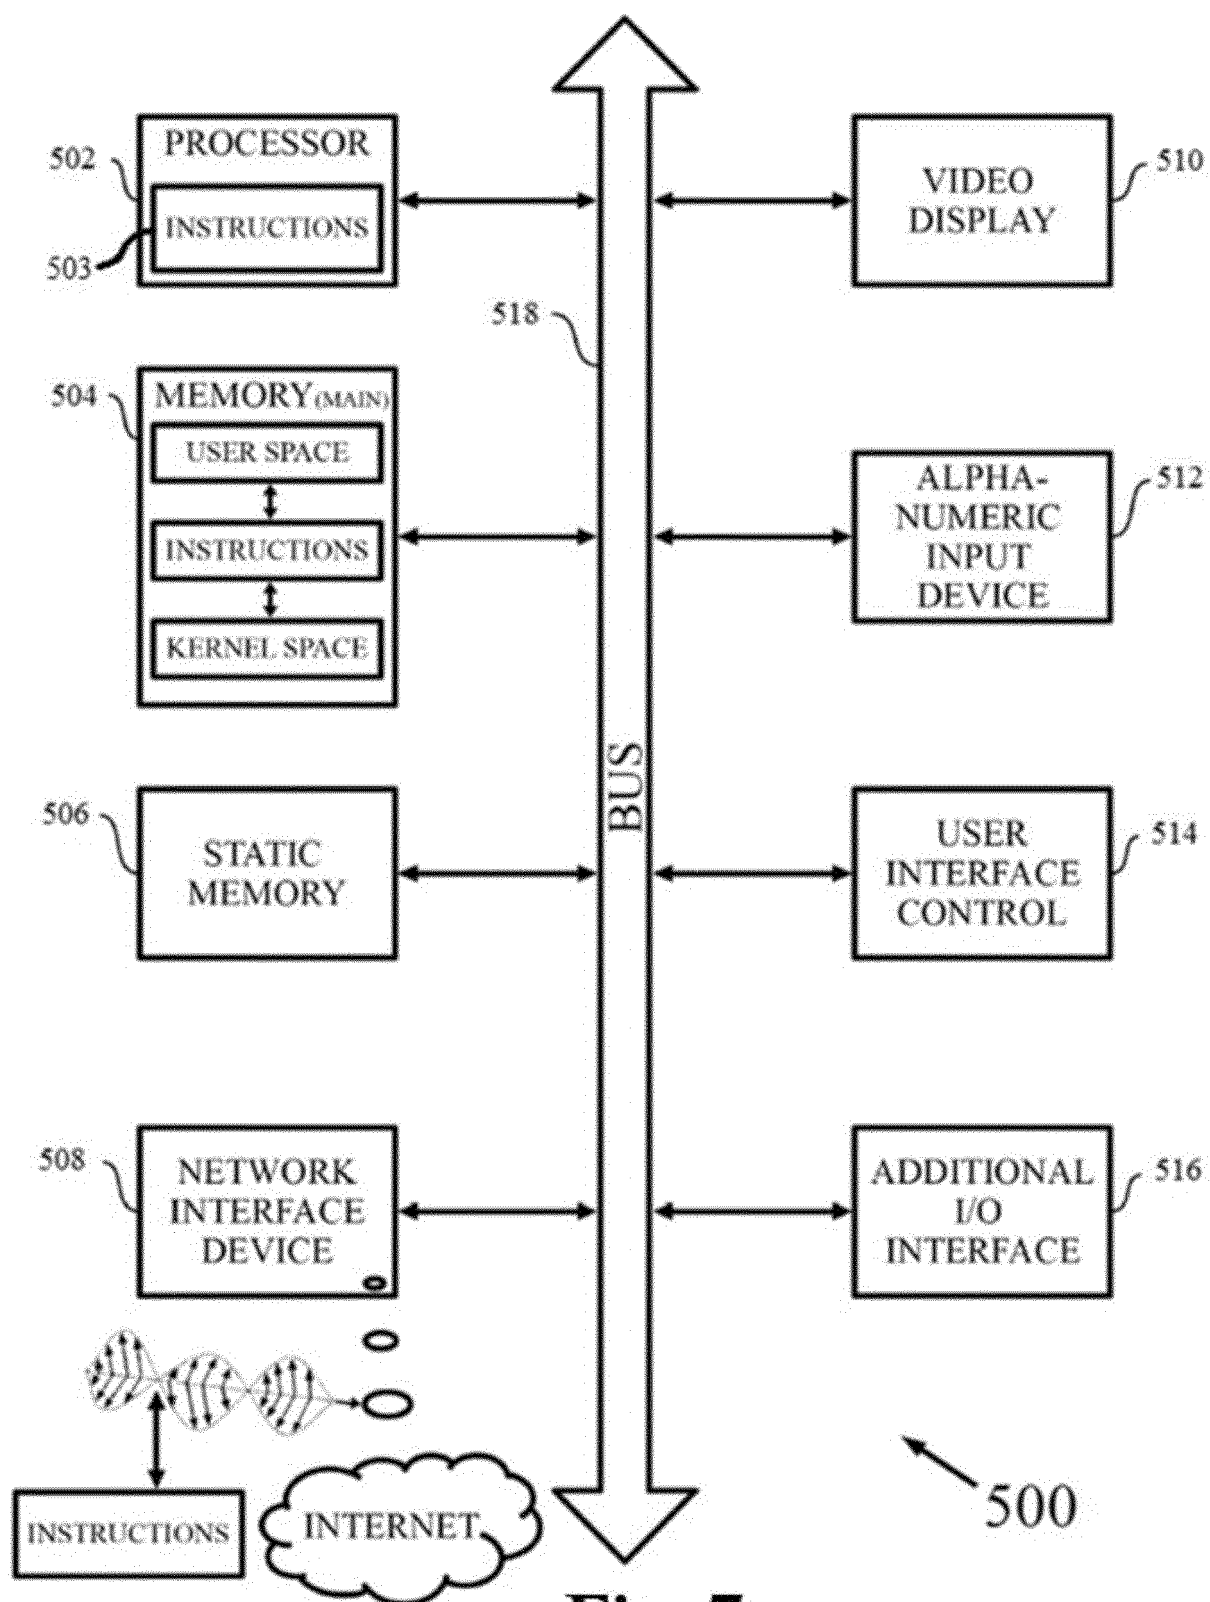 PROCESSOR
502
INSTRUCTIONS
503
VIDEO
DISPLAY
510
518
MEMORY(MAIN)
504
USER SPACE
INSTRUCTIONS
KERNEL SPACE
ALPHA-
NUMERIC
INPUT
DEVICE
512
BUS
506
STATIC
MEMORY
USER
INTERFACE
CONTROL
514
508
NETWORK
INTERFACE
DEVICE
ADDITIONAL
I/O
INTERFACE
516
INSTRUCTIONS
INTERNET
500